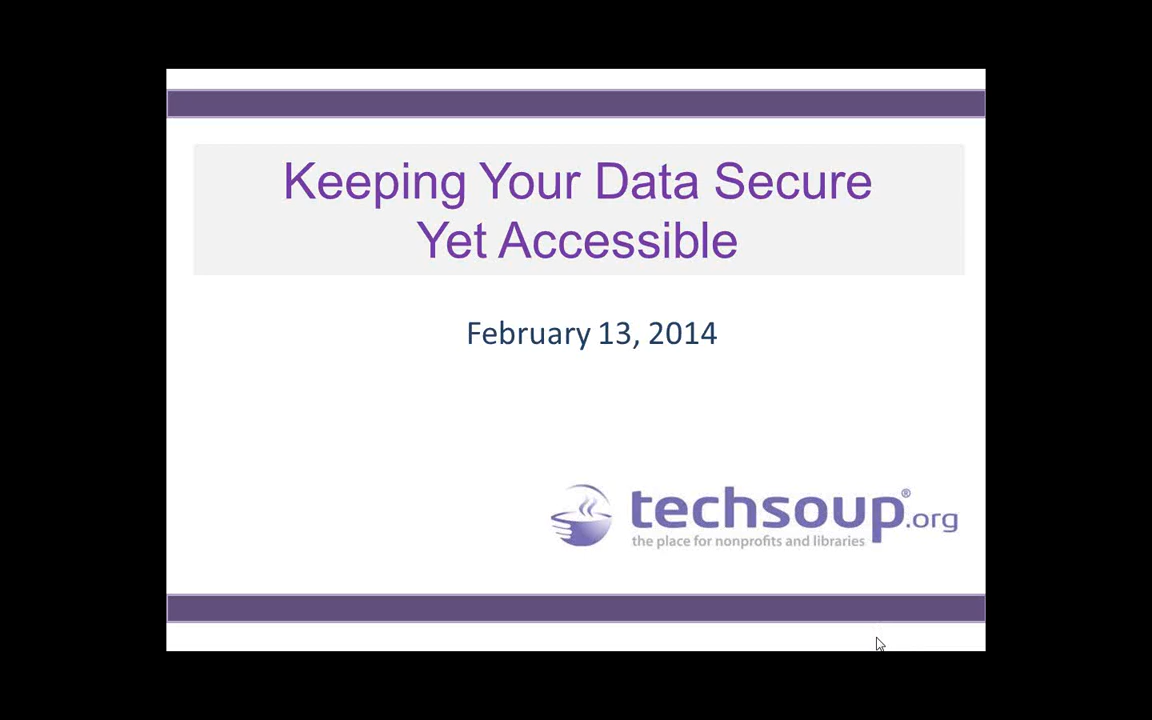 Keeping Your Data Secure
Yet Accessible
February 13, 2014
techsoup®.org
the place for nonprofits and libraries